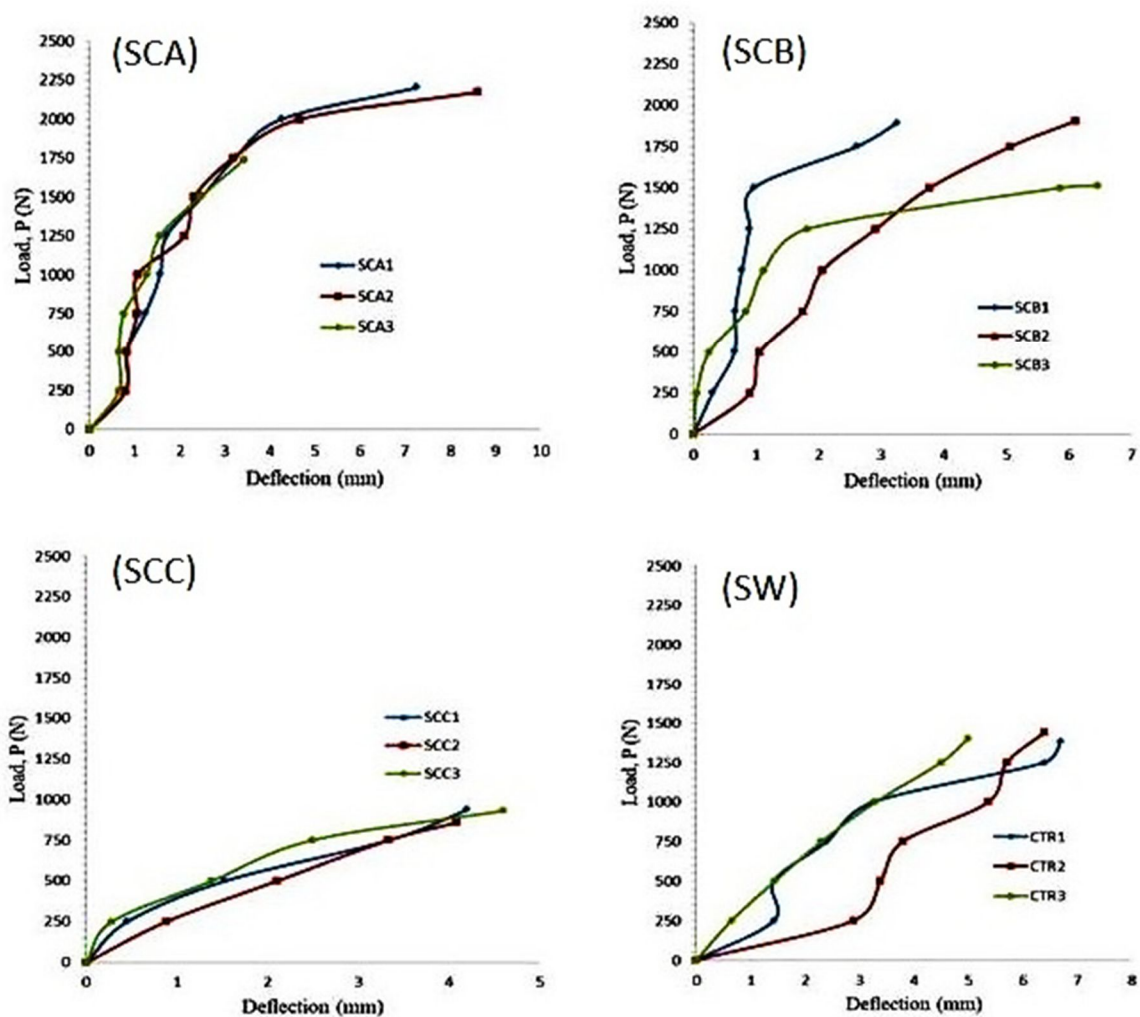 (SCA)
2500
2250
2000
1750
1500
1250
1000
750
500
250
0
Load, P (N)
SCA1
SCA2
SCA3
0 1 2 3 4 5 6 7 8 9 10
Deflection (mm)
(SCB)
2500
2250
2000
1750
1500
1250
1000
750
500
250
0
Load, P (N)
SCB1
SCB2
SCB3
0 1 2 3 4 5 6 7
Deflection (mm)
(SCC)
2500
2250
2000
1750
1500
1250
1000
750
500
250
0
Load, P (N)
SCC1
SCC2
SCC3
0 1 2 3 4 5
Deflection (mm)
(SW)
2500
2250
2000
1750
1500
1250
1000
750
500
250
0
Load, P (N)
CTR1
CTR2
CTR3
0 1 2 3 4 5 6 7 8
Deflection (mm)